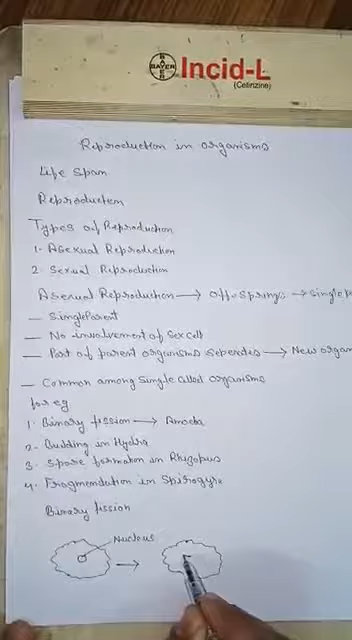 BAYER
Incid-L
(Cetirizine)
Reproduction in organisms
Life Span
Reproduction
Types of Reproduction
1. Asexual Reproduction
2. Sexual Reproduction
Asexual Reproduction → Offsprings → Single
— Single Parent
— No involvement of Sex cell
— Part of parent organisms seperates → New organ
— Common among Single celled organisms
for eg
1. Binary fission → Amoeba
2. Budding in Hydra
3. Spore formation in Rhizopus
4. Fragmentation in Spirogyra
Binary fission
Nucleus